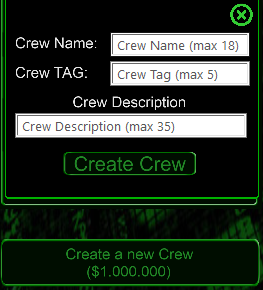 Crew Name: Crew Name (max 18)
Crew TAG: Crew Tag (max 5)
Crew Description
Crew Description (max 35)
Create Crew
Create a new Crew
($1.000.000)